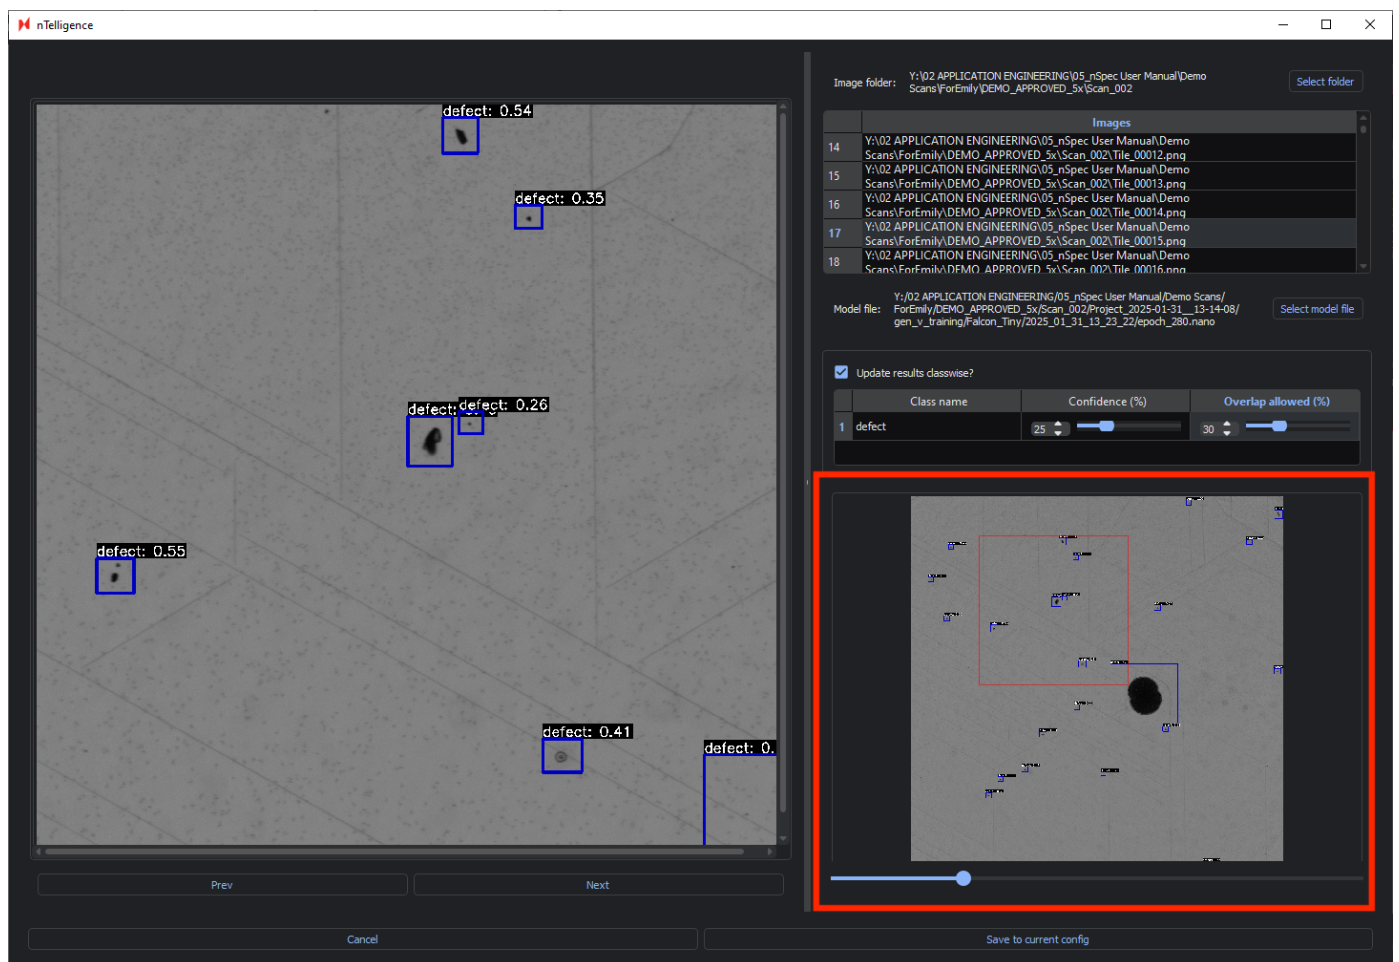 nTelligence
defect: 0.54
defect: 0.35
defect:
defect: 0.26
defect: 0.55
defect: 0.41
defect: 0.
Prev
Next
Image folder:
Y:\02 APPLICATION ENGINEERING\05_nSpec User Manual\Demo
Scans\ForEmily\DEMO_APPROVED_5x\Scan_002
Select folder
Images
14
Y:\02 APPLICATION ENGINEERING\05_nSpec User Manual\Demo
Scans\ForEmily\DEMO_APPROVED_5x\Scan_002\Tile_00012.png
15
Y:\02 APPLICATION ENGINEERING\05_nSpec User Manual\Demo
Scans\ForEmily\DEMO_APPROVED_5x\Scan_002\Tile_00013.png
16
Y:\02 APPLICATION ENGINEERING\05_nSpec User Manual\Demo
Scans\ForEmily\DEMO_APPROVED_5x\Scan_002\Tile_00014.png
17
Y:\02 APPLICATION ENGINEERING\05_nSpec User Manual\Demo
Scans\ForEmily\DEMO_APPROVED_5x\Scan_002\Tile_00015.png
18
Y:\02 APPLICATION ENGINEERING\05_nSpec User Manual\Demo
Scans\ForEmily\DEMO_APPROVED_5x\Scan_002\Tile_00016.png
Model file:
Y:/02 APPLICATION ENGINEERING/05_nSpec User Manual/Demo Scans/
ForEmily/DEMO_APPROVED_5x/Scan_002/Project_2025-01-31__13-14-08/
gen_v_training/Falcon_Tiny/2025_01_31_13_23_22/epoch_280.nano
Select model file
Update results classwise?
Class name Confidence (%) Overlap allowed (%)
1 defect 25 30
Cancel
Save to current config